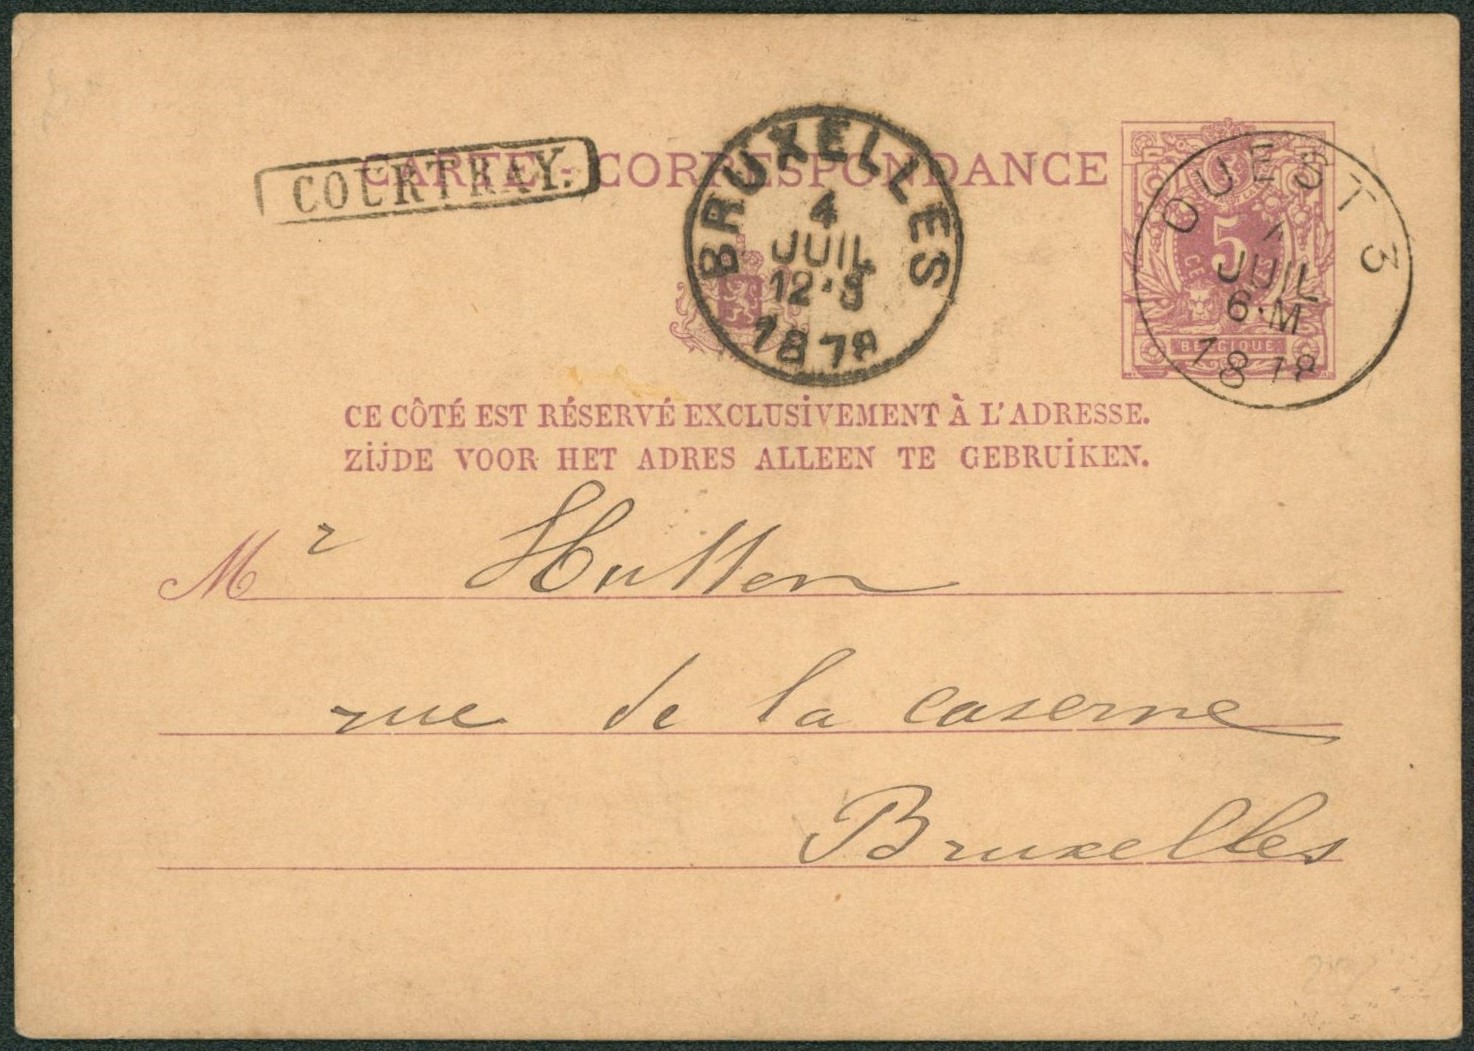 CARTE-CORRESPONDANCE
COURTRAY.
BRUXELLES
4
JUIL
12·S
1878
OUEST 3
JUIL
6·M
1878
5
CENTIMES
BELGIQUE
CE CÔTÉ EST RÉSERVÉ EXCLUSIVEMENT À L'ADRESSE.
ZIJDE VOOR HET ADRES ALLEEN TE GEBRUIKEN.
Mr Hutten
rue de la caserne
Bruxelles